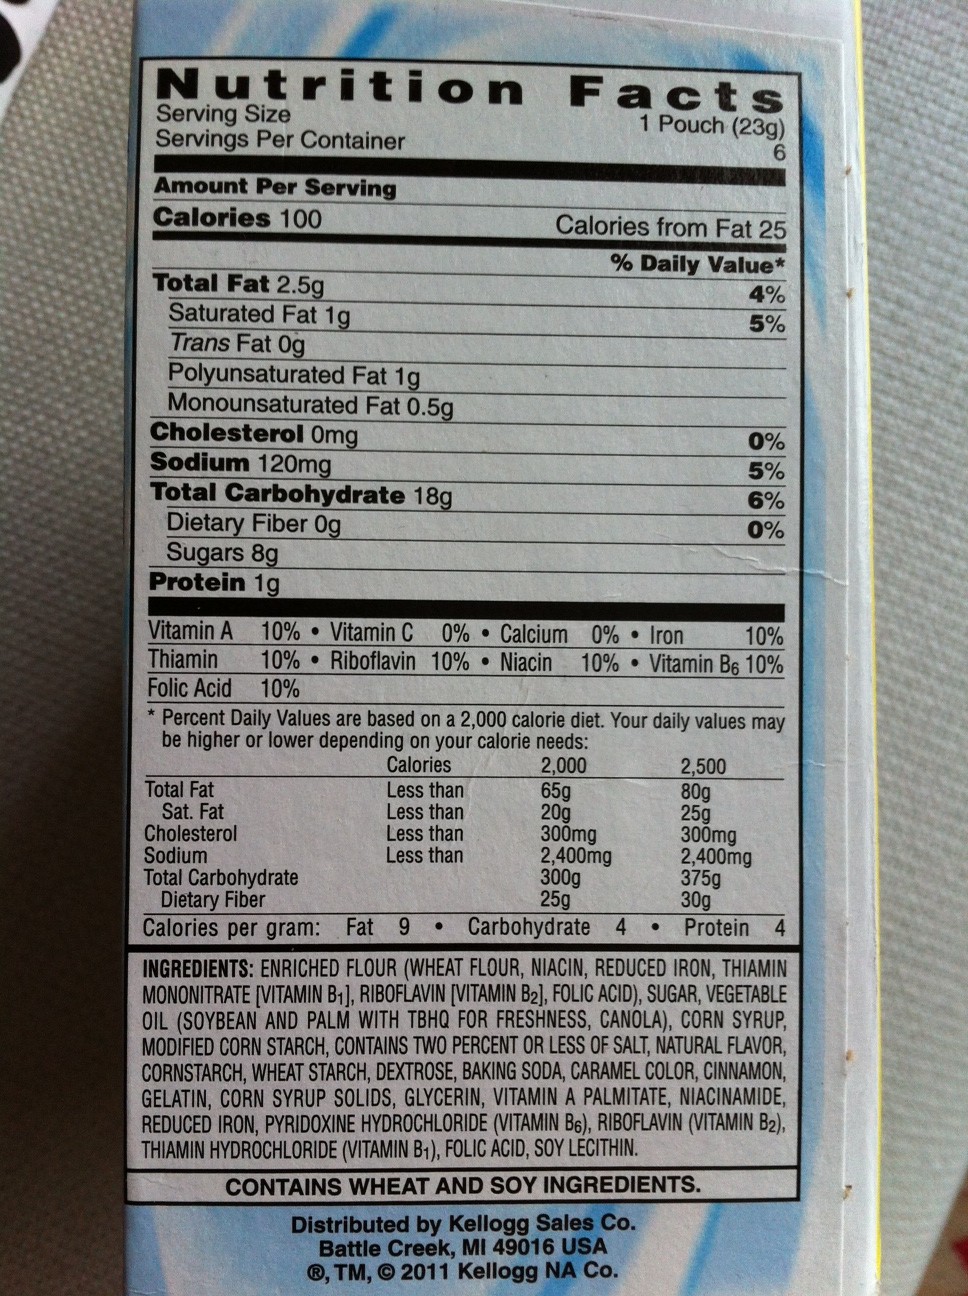 Nutrition Facts
Serving Size 1 Pouch (23g)
Servings Per Container 6
Amount Per Serving
Calories 100 Calories from Fat 25
% Daily Value*
Total Fat 2.5g 4%
Saturated Fat 1g 5%
Trans Fat 0g
Polyunsaturated Fat 1g
Monounsaturated Fat 0.5g
Cholesterol 0mg 0%
Sodium 120mg 5%
Total Carbohydrate 18g 6%
Dietary Fiber 0g 0%
Sugars 8g
Protein 1g
Vitamin A 10% • Vitamin C 0% • Calcium 0% • Iron 10%
Thiamin 10% • Riboflavin 10% • Niacin 10% • Vitamin B6 10%
Folic Acid 10%
* Percent Daily Values are based on a 2,000 calorie diet. Your daily values may
be higher or lower depending on your calorie needs:
Calories 2,000 2,500
Total Fat Less than 65g 80g
Sat. Fat Less than 20g 25g
Cholesterol Less than 300mg 300mg
Sodium Less than 2,400mg 2,400mg
Total Carbohydrate 300g 375g
Dietary Fiber 25g 30g
Calories per gram: Fat 9 • Carbohydrate 4 • Protein 4
INGREDIENTS: ENRICHED FLOUR (WHEAT FLOUR, NIACIN, REDUCED IRON, THIAMIN
MONONITRATE [VITAMIN B1], RIBOFLAVIN [VITAMIN B2], FOLIC ACID), SUGAR, VEGETABLE
OIL (SOYBEAN AND PALM WITH TBHQ FOR FRESHNESS, CANOLA), CORN SYRUP,
MODIFIED CORN STARCH, CONTAINS TWO PERCENT OR LESS OF SALT, NATURAL FLAVOR,
CORNSTARCH, WHEAT STARCH, DEXTROSE, BAKING SODA, CARAMEL COLOR, CINNAMON,
GELATIN, CORN SYRUP SOLIDS, GLYCERIN, VITAMIN A PALMITATE, NIACINAMIDE,
REDUCED IRON, PYRIDOXINE HYDROCHLORIDE (VITAMIN B6), RIBOFLAVIN (VITAMIN B2),
THIAMIN HYDROCHLORIDE (VITAMIN B1), FOLIC ACID, SOY LECITHIN.
CONTAINS WHEAT AND SOY INGREDIENTS.
Distributed by Kellogg Sales Co.
Battle Creek, MI 49016 USA
®, TM, © 2011 Kellogg NA Co.